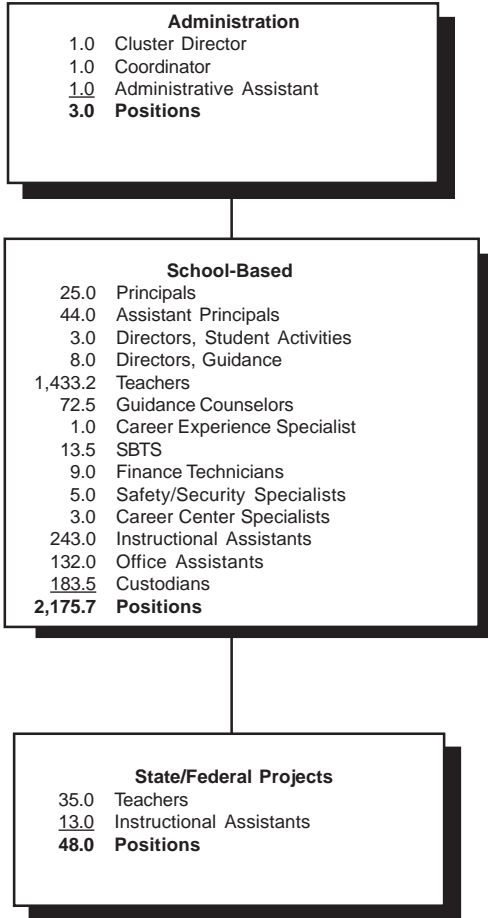 Administration
1.0 Cluster Director
1.0 Coordinator
1.0 Administrative Assistant
3.0 Positions
School-Based
25.0 Principals
44.0 Assistant Principals
3.0 Directors, Student Activities
8.0 Directors, Guidance
1,433.2 Teachers
72.5 Guidance Counselors
1.0 Career Experience Specialist
13.5 SBTS
9.0 Finance Technicians
5.0 Safety/Security Specialists
3.0 Career Center Specialists
243.0 Instructional Assistants
132.0 Office Assistants
183.5 Custodians
2,175.7 Positions
State/Federal Projects
35.0 Teachers
13.0 Instructional Assistants
48.0 Positions